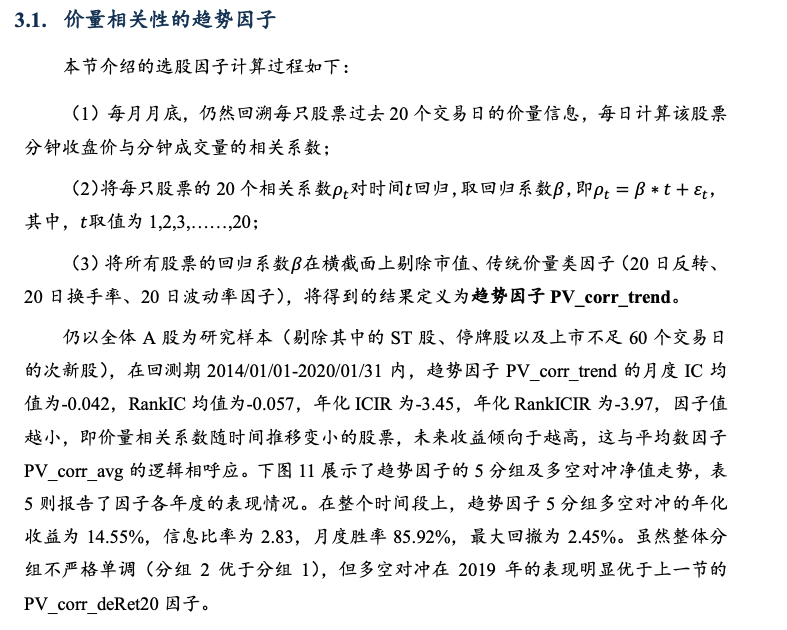 3.1. 价量相关性的趋势因子
本节介绍的选股因子计算过程如下：
（1）每月月底，仍然回溯每只股票过去 20 个交易日的价量信息，每日计算该股票
分钟收盘价与分钟成交量的相关系数；
（2）将每只股票的 20 个相关系数ρₜ对时间t回归，取回归系数β，即ρₜ = β * t + εₜ，
其中，t取值为 1,2,3,……,20；
（3）将所有股票的回归系数β在横截面上剔除市值、传统价量类因子（20 日反转、
20 日换手率、20 日波动率因子），将得到的结果定义为趋势因子 PV_corr_trend。
仍以全体 A 股为研究样本（剔除其中的 ST 股、停牌股以及上市不足 60 个交易日
的次新股），在回测期 2014/01/01-2020/01/31 内，趋势因子 PV_corr_trend 的月度 IC 均
值为-0.042，RankIC 均值为-0.057，年化 ICIR 为-3.45，年化 RankICIR 为-3.97，因子值
越小，即价量相关系数随时间推移变小的股票，未来收益倾向于越高，这与平均数因子
PV_corr_avg 的逻辑相呼应。下图 11 展示了趋势因子的 5 分组及多空对冲净值走势，表
5 则报告了因子各年度的表现情况。在整个时间段上，趋势因子 5 分组多空对冲的年化
收益为 14.55%，信息比率为 2.83，月度胜率 85.92%，最大回撤为 2.45%。虽然整体分
组不严格单调（分组 2 优于分组 1），但多空对冲在 2019 年的表现明显优于上一节的
PV_corr_deRet20 因子。